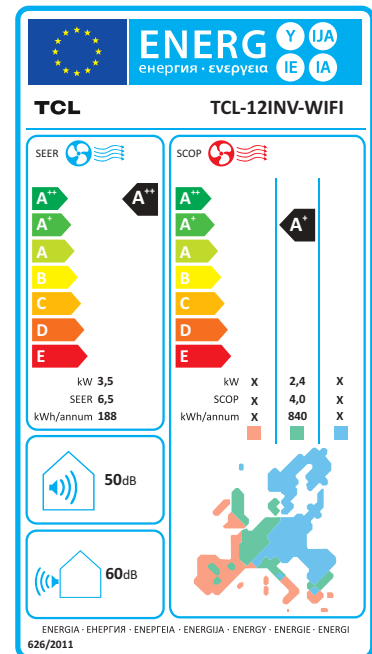 ENERG Y IJA
енергия · ενεργεια IE IA
TCL TCL-12INV-WIFI
SEER
A++ A++
A+
A
B
C
D
E
kW 3,5
SEER 6,5
kWh/annum 188
SCOP
A++
A+ A+
A
B
C
D
E
kW X 2,4 X
SCOP X 4,0 X
kWh/annum X 840 X
50dB
60dB
ENERGIA · ЕНЕРГИЯ · ΕΝΕΡΓΕΙΑ · ENERGIJA · ENERGY · ENERGIE · ENERGI
626/2011